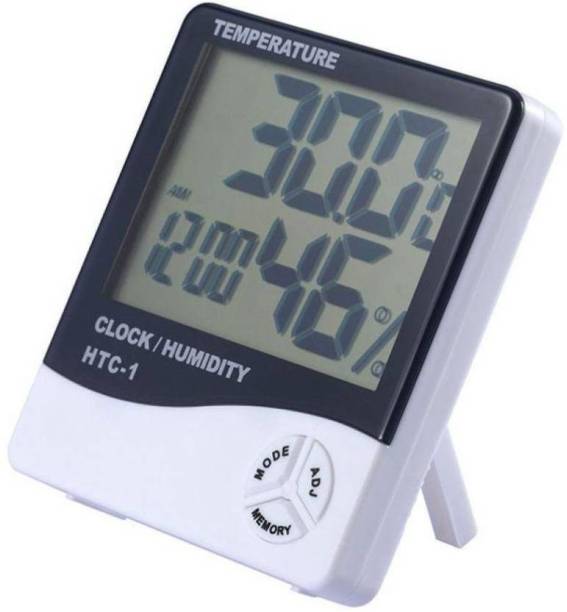 TEMPERATURE
30.0°C
AM
12:00 46%
CLOCK / HUMIDITY
HTC-1
MODE
ADJ
MEMORY